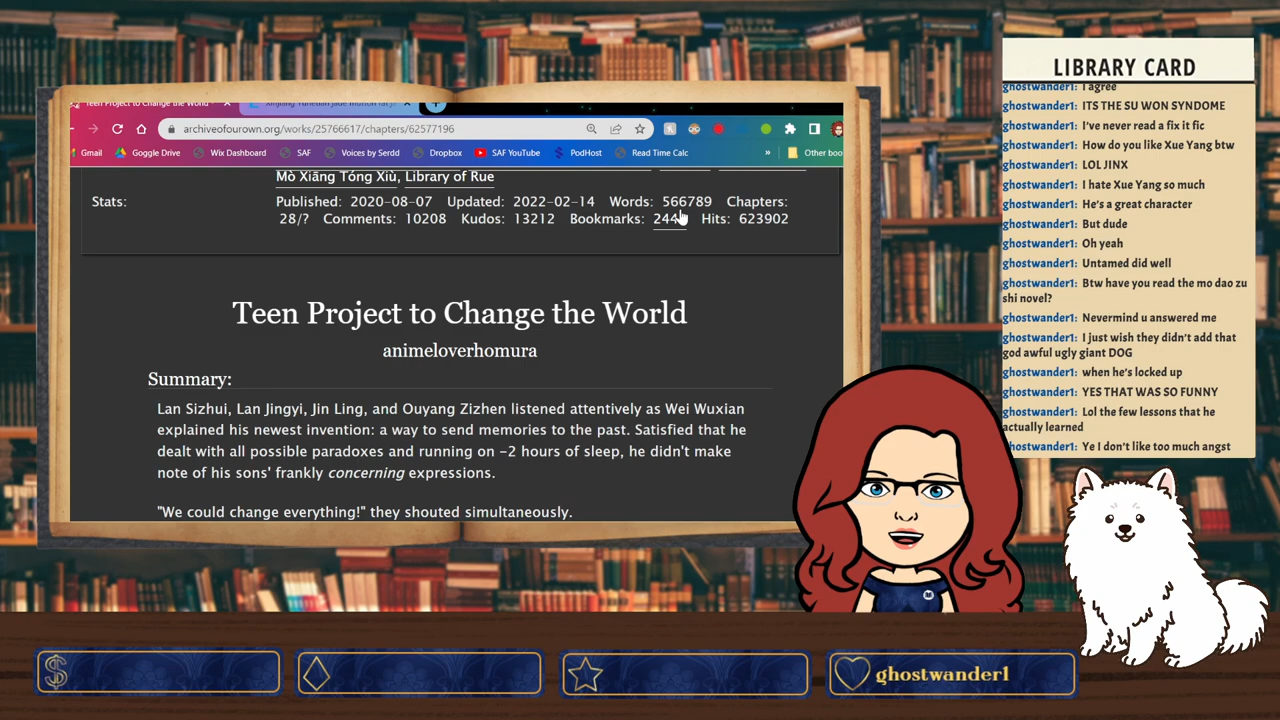 Teen Project to Change the World
archiveofourown.org/works/25766617/chapters/62577196
Gmail Google Drive Wix Dashboard SAF Voices by Serdd Dropbox SAF YouTube PodHost Read Time Calc » Other boo
Mò Xiāng Tóng Xiù, Library of Rue
Stats: Published: 2020-08-07 Updated: 2022-02-14 Words: 566789 Chapters:
28/? Comments: 10208 Kudos: 13212 Bookmarks: 244 Hits: 623902
Teen Project to Change the World
animeloverhomura
Summary:
Lan Sizhui, Lan Jingyi, Jin Ling, and Ouyang Zizhen listened attentively as Wei Wuxian
explained his newest invention: a way to send memories to the past. Satisfied that he
dealt with all possible paradoxes and running on -2 hours of sleep, he didn't make
note of his sons' frankly concerning expressions.
"We could change everything!" they shouted simultaneously.
LIBRARY CARD
ghostwander1: I agree
ghostwander1: ITS THE SU WON SYNDOME
ghostwander1: I've never read a fix it fic
ghostwander1: How do you like Xue Yang btw
ghostwander1: LOL JINX
ghostwander1: I hate Xue Yang so much
ghostwander1: He's a great character
ghostwander1: But dude
ghostwander1: Oh yeah
ghostwander1: Untamed did well
ghostwander1: Btw have you read the mo dao zu
shi novel?
ghostwander1: Nevermind u answered me
ghostwander1: I just wish they didn't add that
god awful ugly giant DOG
ghostwander1: when he's locked up
ghostwander1: YES THAT WAS SO FUNNY
ghostwander1: Lol the few lessons that he
actually learned
ghostwander1: Ye I don't like too much angst
$
ghostwander1